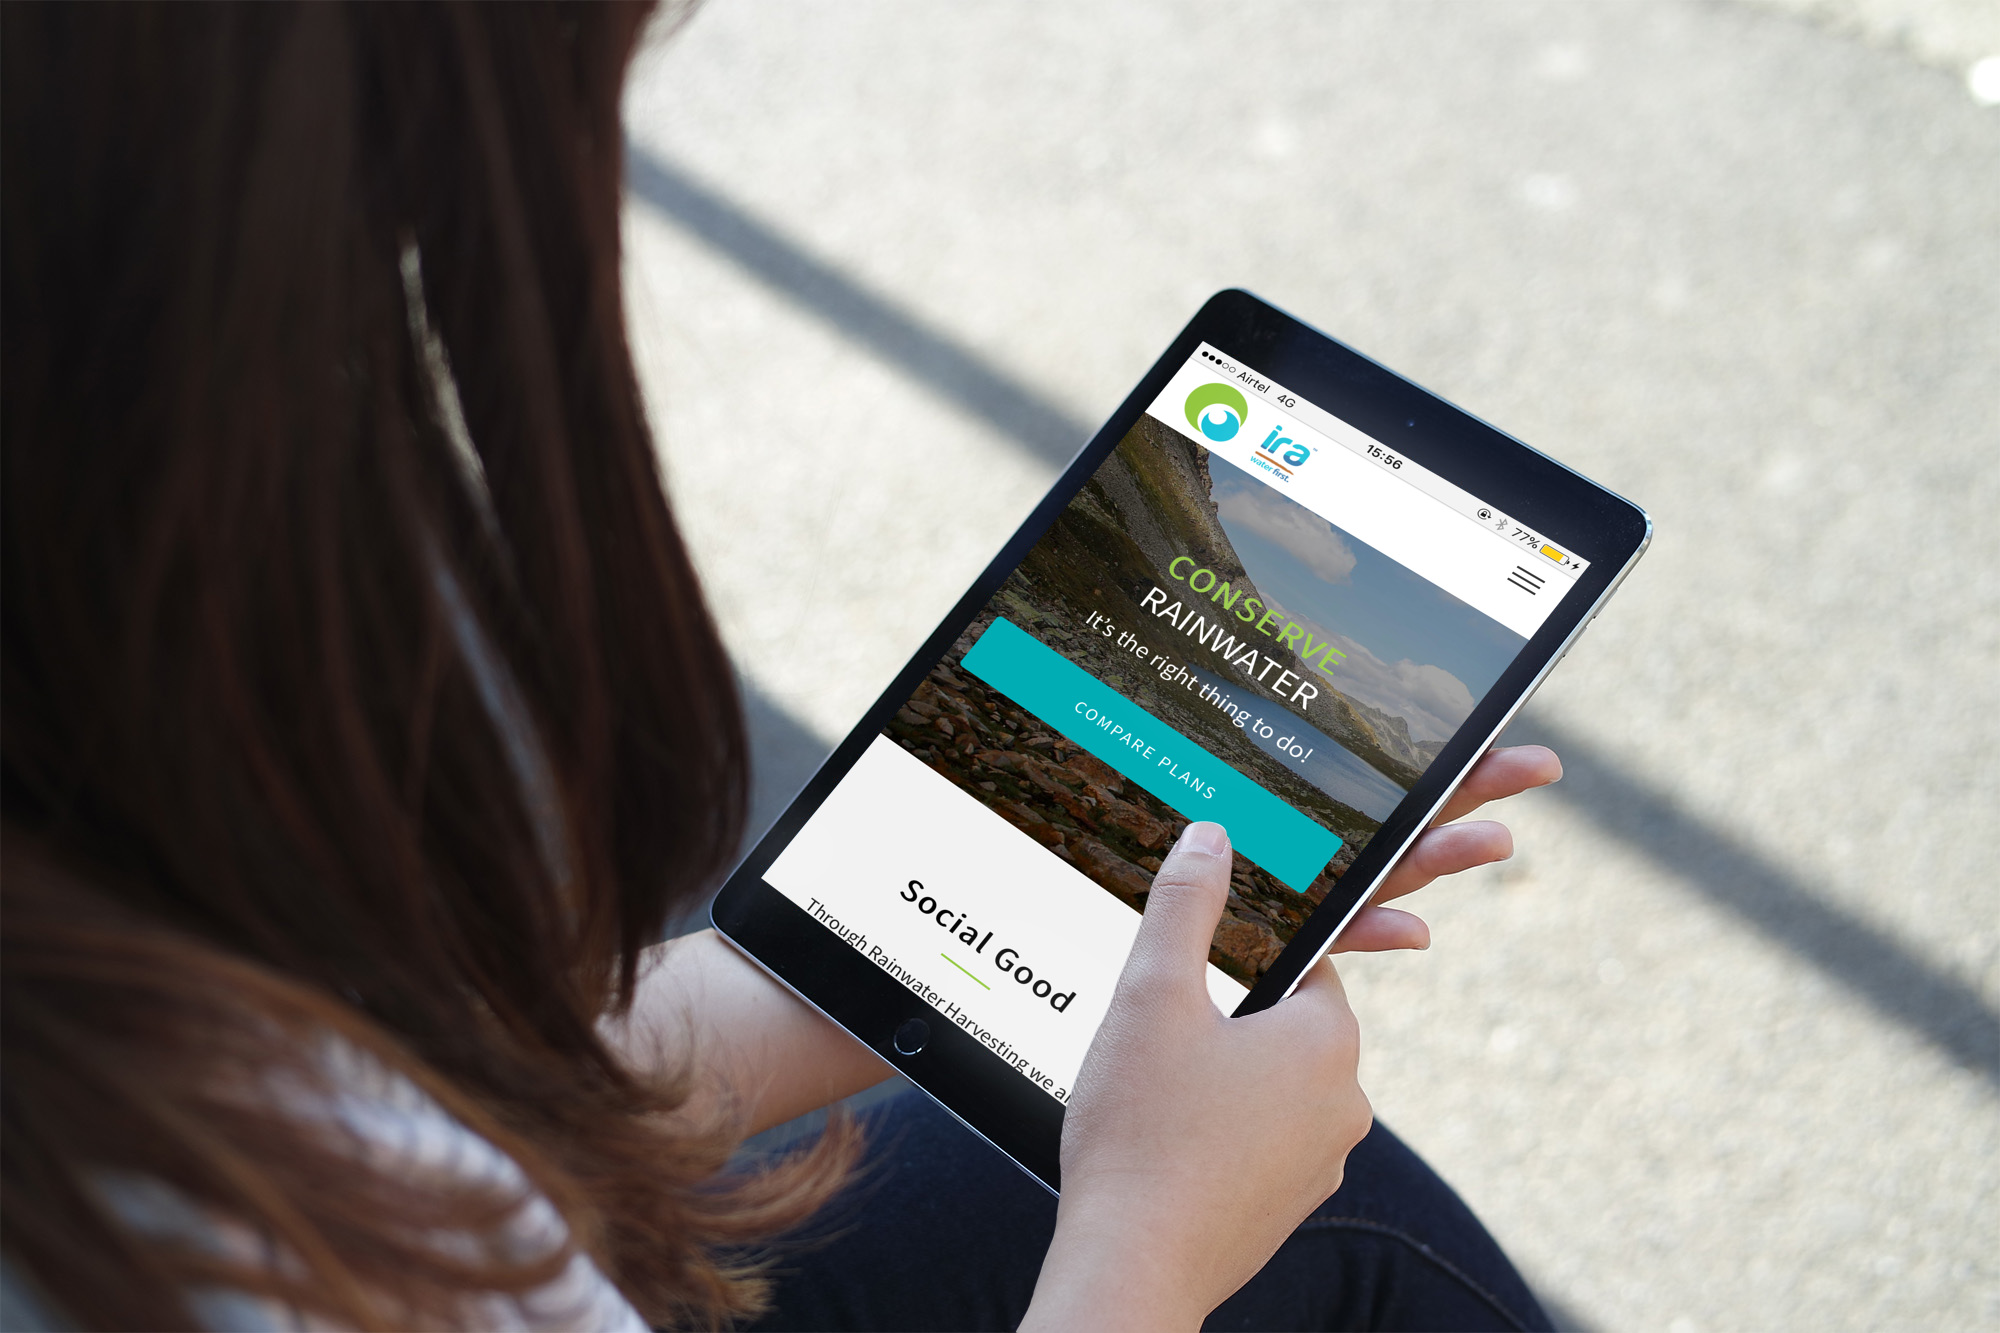 Airtel 4G 15:56 77%
ira
water first.
CONSERVE
RAINWATER
It's the right thing to do!
COMPARE PLANS
Social Good
Through Rainwater Harvesting we